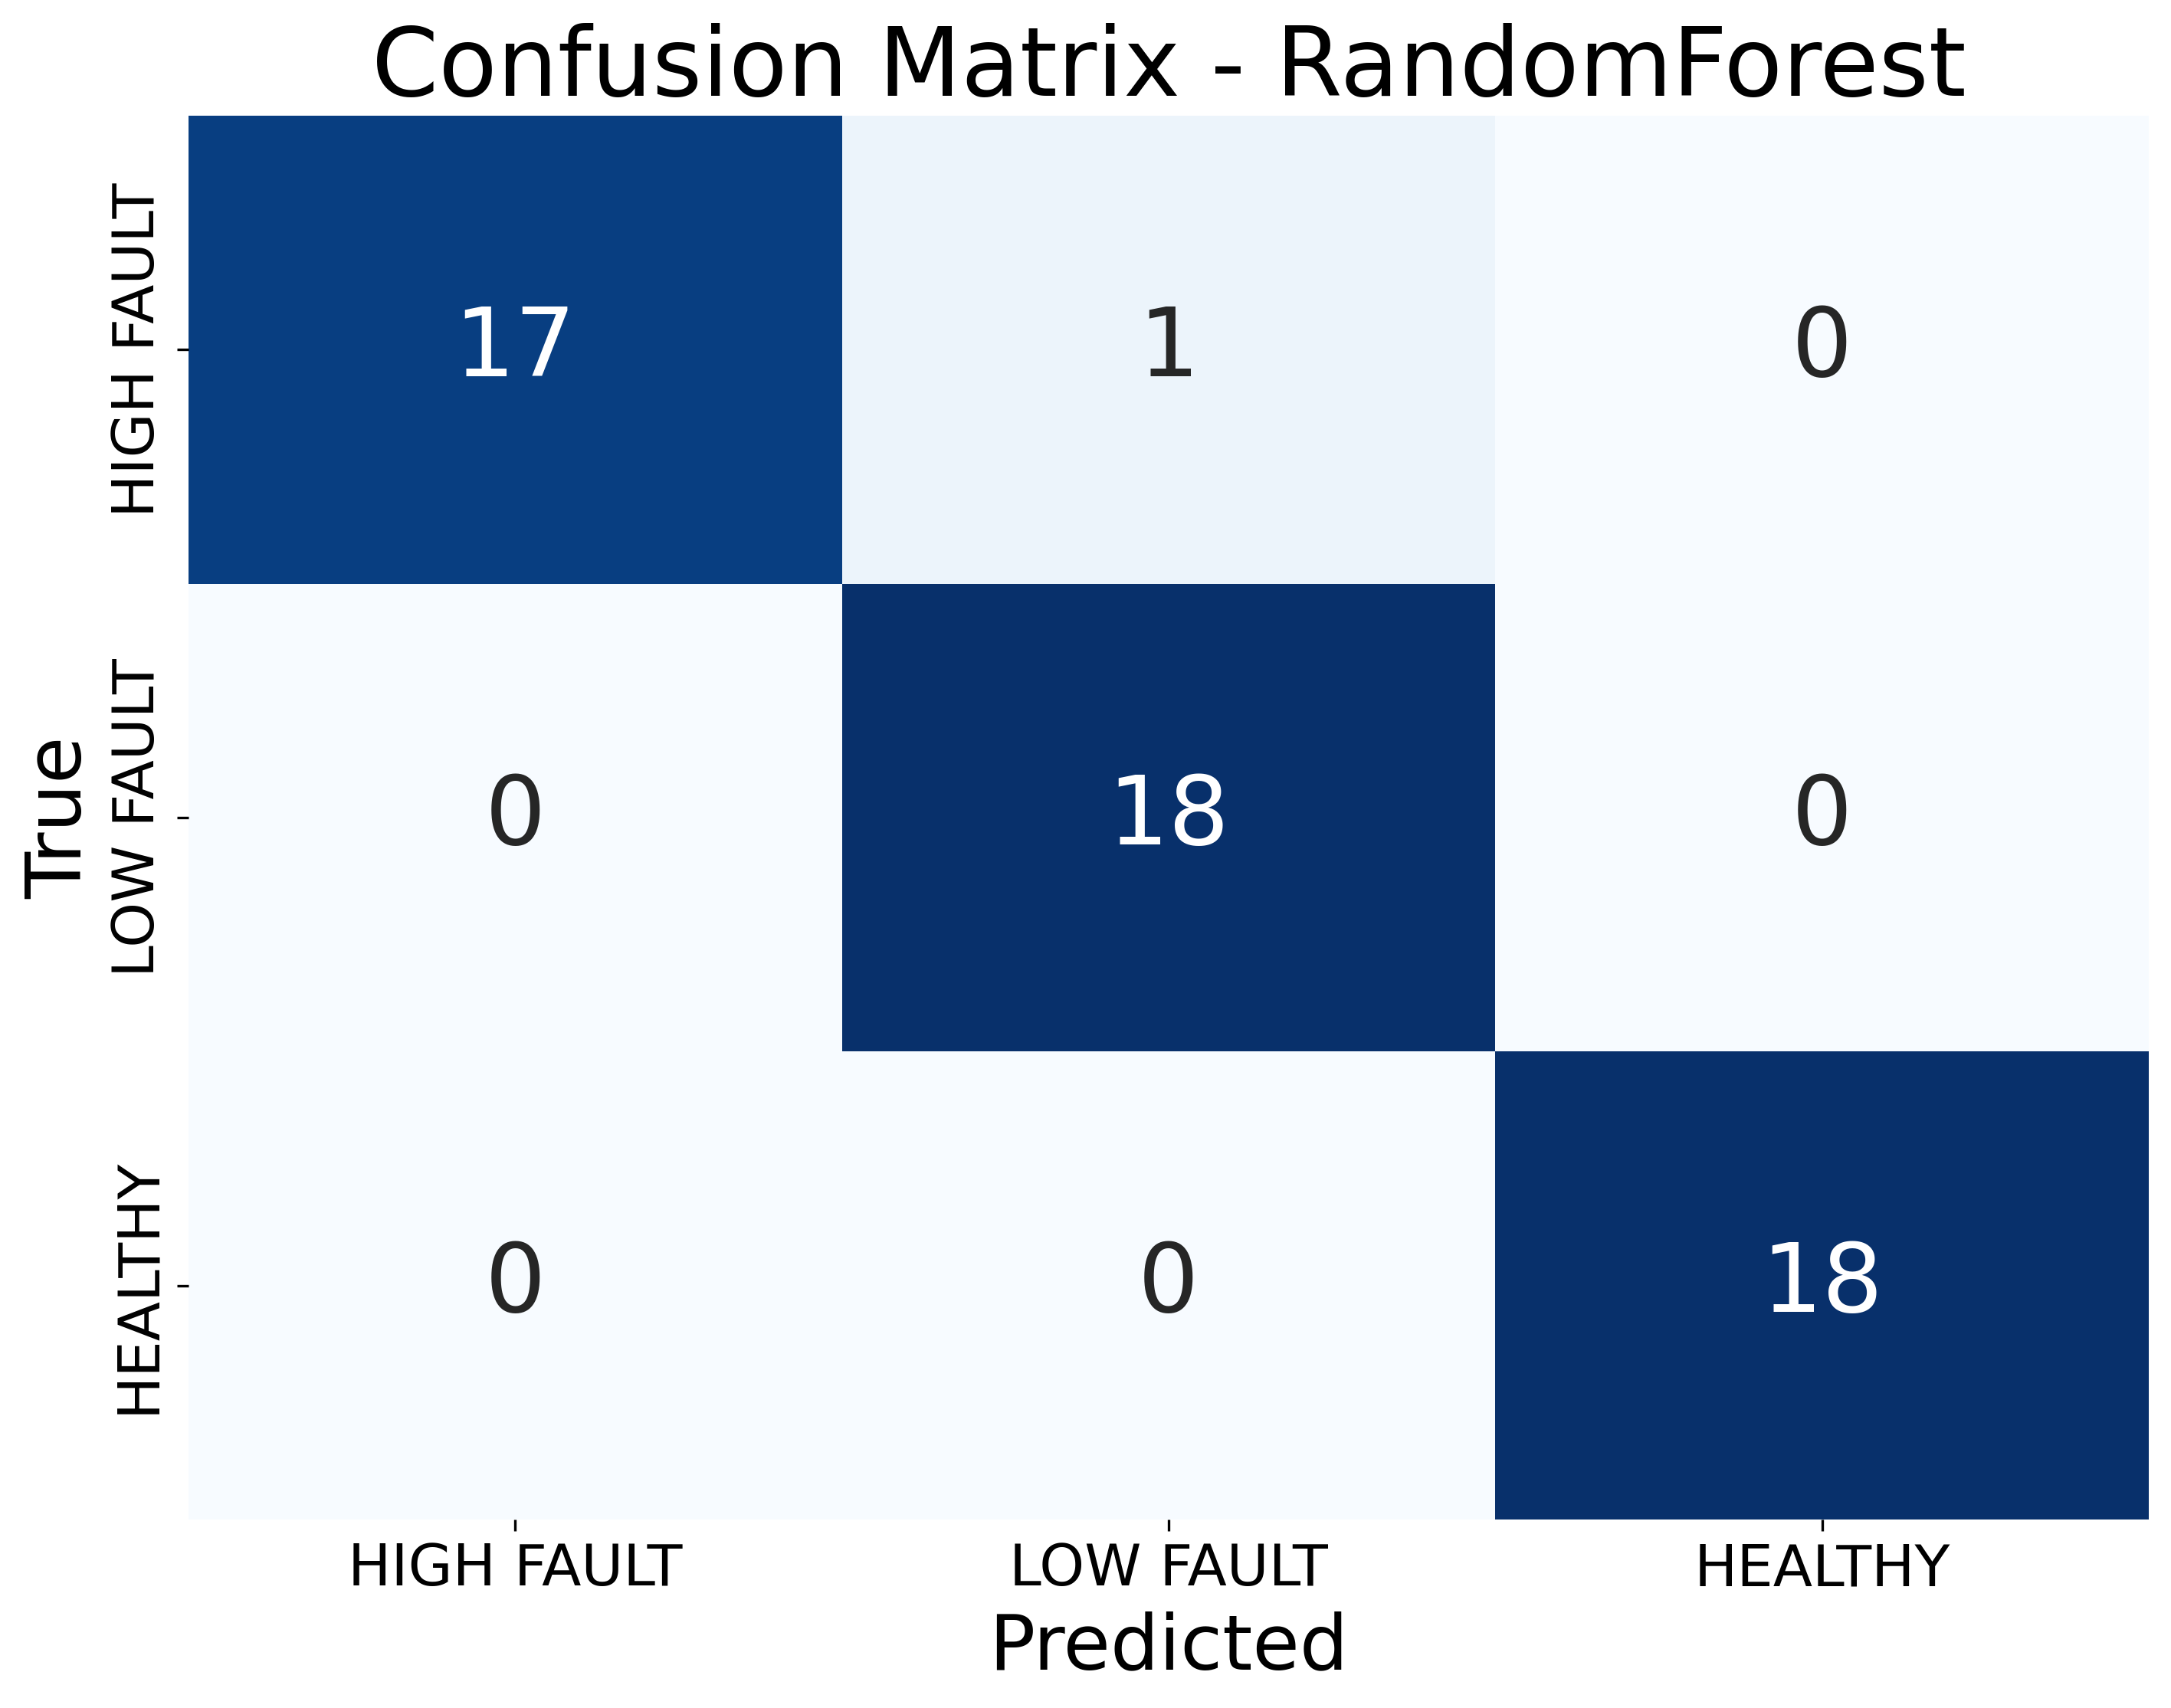 Confusion Matrix - RandomForest
True
HIGH FAULT
17 1 0
LOW FAULT
0 18 0
HEALTHY
0 0 18
HIGH FAULT LOW FAULT HEALTHY
Predicted